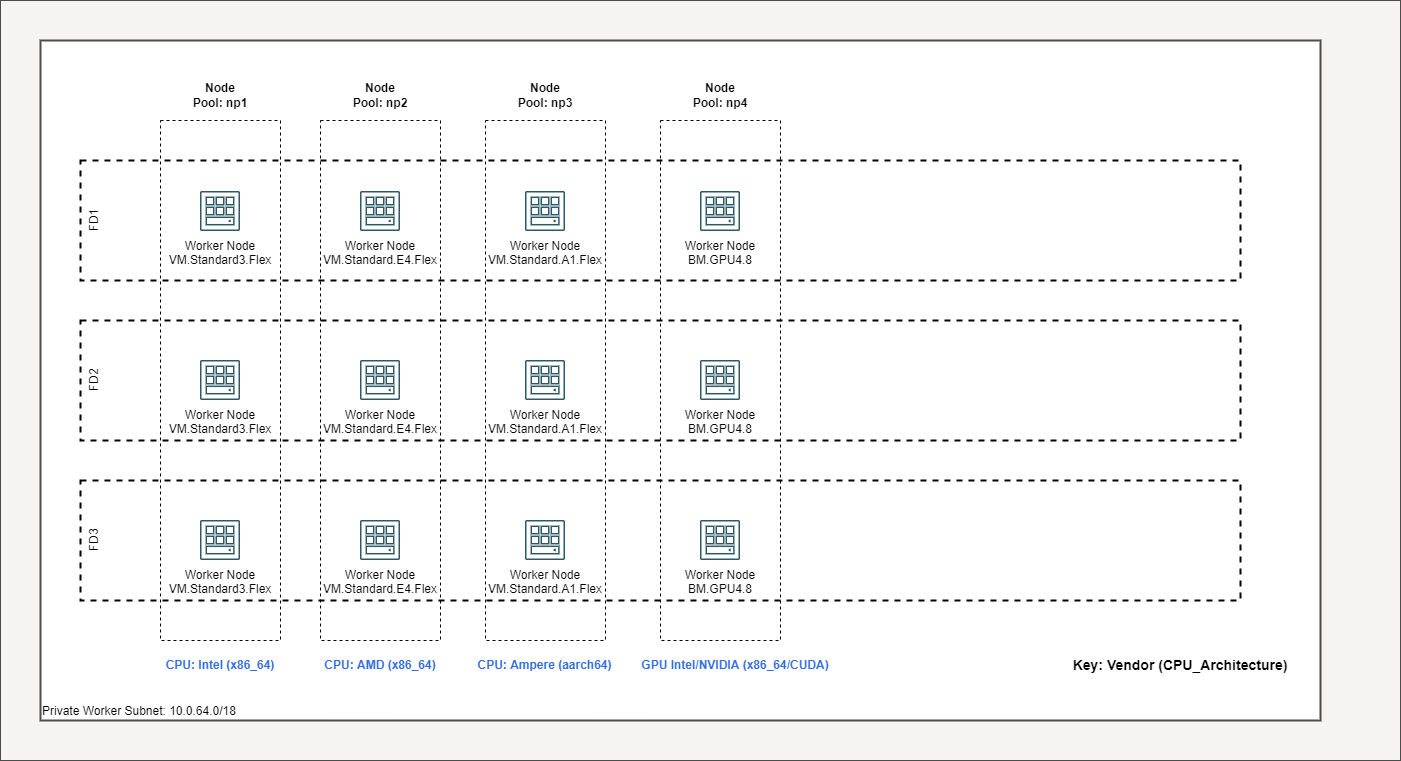 Node
Pool: np1
Node
Pool: np2
Node
Pool: np3
Node
Pool: np4
FD1
Worker Node
VM.Standard3.Flex
Worker Node
VM.Standard.E4.Flex
Worker Node
VM.Standard.A1.Flex
Worker Node
BM.GPU4.8
FD2
Worker Node
VM.Standard3.Flex
Worker Node
VM.Standard.E4.Flex
Worker Node
VM.Standard.A1.Flex
Worker Node
BM.GPU4.8
FD3
Worker Node
VM.Standard3.Flex
Worker Node
VM.Standard.E4.Flex
Worker Node
VM.Standard.A1.Flex
Worker Node
BM.GPU4.8
CPU: Intel (x86_64)
CPU: AMD (x86_64)
CPU: Ampere (aarch64)
GPU Intel/NVIDIA (x86_64/CUDA)
Key: Vendor (CPU_Architecture)
Private Worker Subnet: 10.0.64.0/18